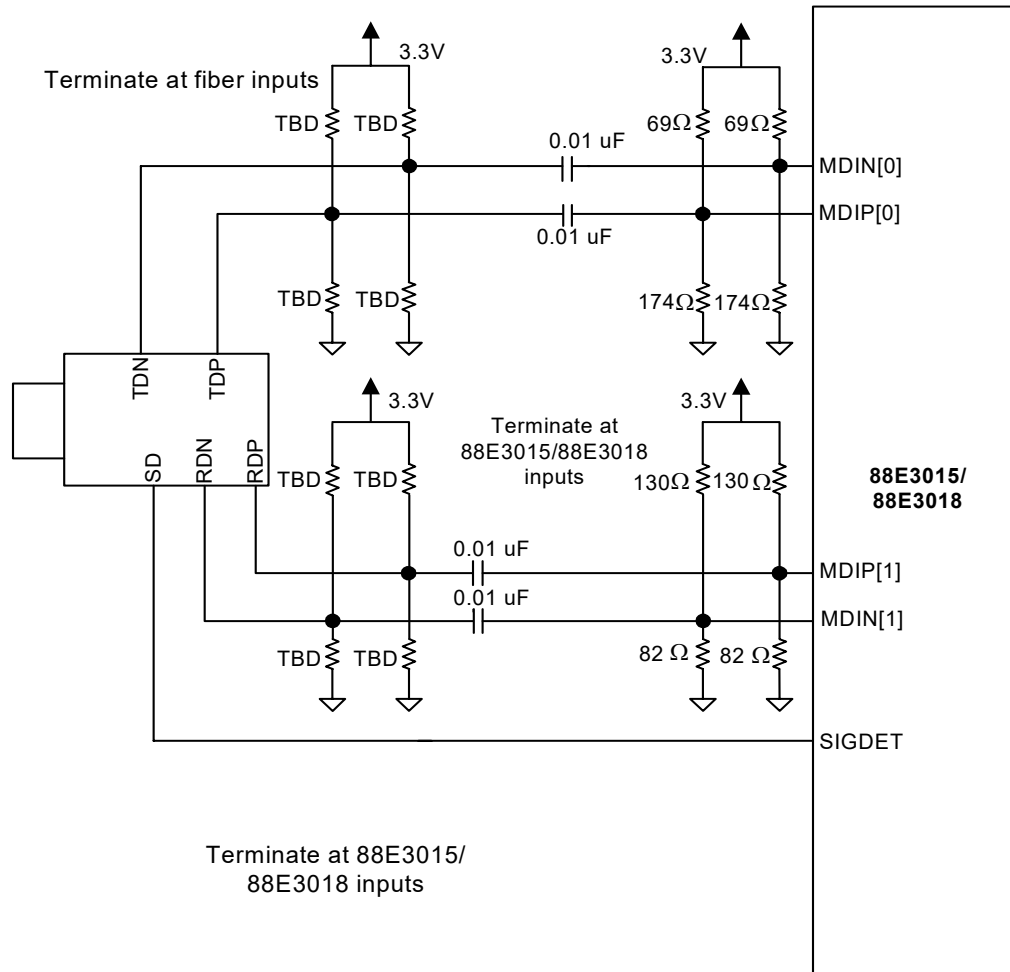 3.3V
3.3V
Terminate at fiber inputs
TBD
TBD
69Ω
69Ω
0.01 uF
MDIN[0]
MDIP[0]
0.01 uF
TBD
TBD
174Ω
174Ω
TDN
TDP
3.3V
3.3V
Terminate at
88E3015/88E3018
inputs
SD
RDN
RDP
TBD
TBD
130Ω
130Ω
88E3015/
88E3018
0.01 uF
MDIP[1]
0.01 uF
MDIN[1]
TBD
TBD
82 Ω
82 Ω
SIGDET
Terminate at 88E3015/
88E3018 inputs